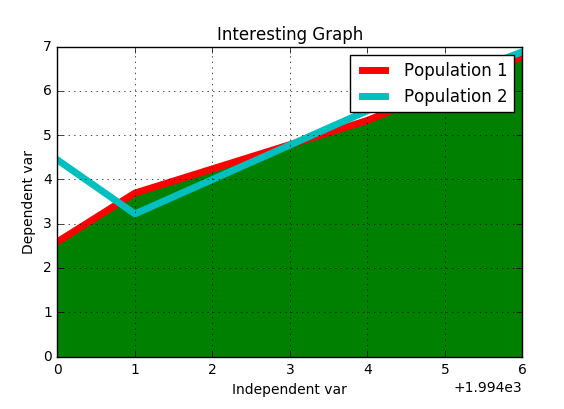 Interesting Graph
Population 1
Population 2
Dependent var
7
6
5
4
3
2
1
0
0 1 2 3 4 5 6
Independent var
+1.994e3